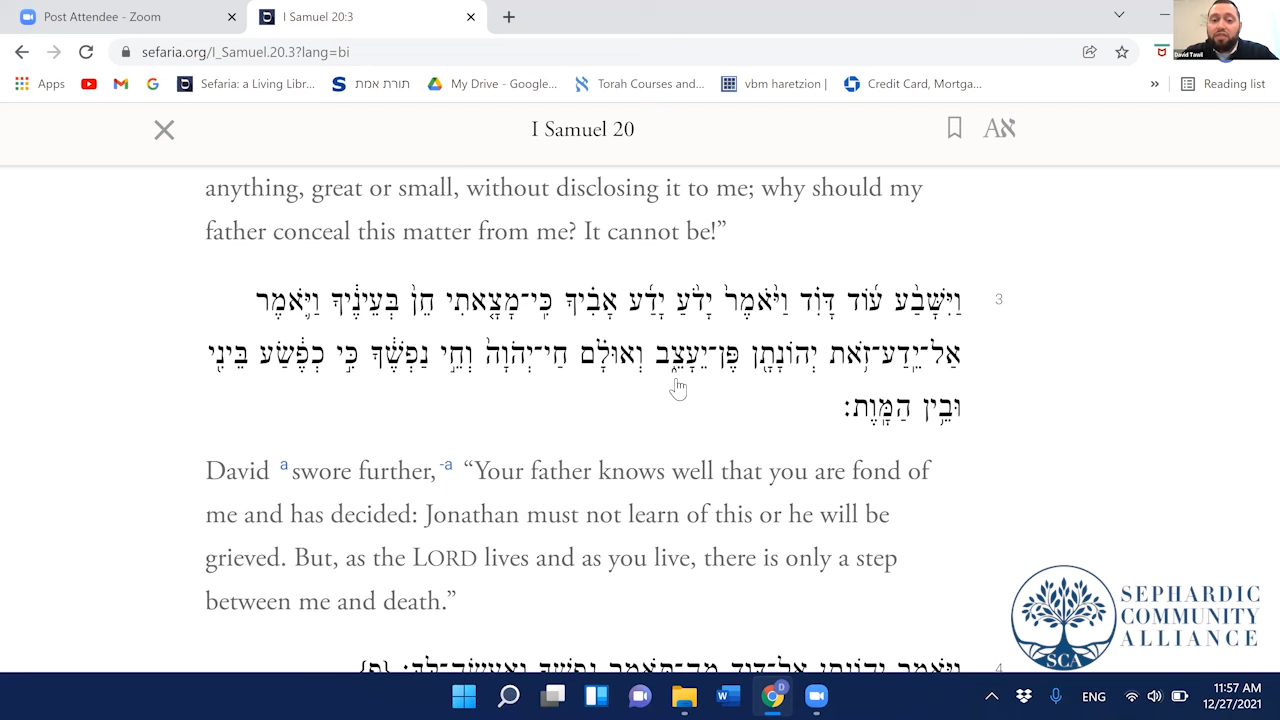 Post Attendee - Zoom
I Samuel 20:3
David Tawil
sefaria.org/I_Samuel.20.3?lang=bi
Apps
Sefaria: a Living Libr...
תורת אמת
My Drive - Google...
Torah Courses and...
vbm haretzion |
Credit Card, Mortga...
»
Reading list
I Samuel 20
Aא
anything, great or small, without disclosing it to me; why should my
father conceal this matter from me? It cannot be!”
3
וַיִּשָּׁבַ֨ע ע֜וֹד דָּוִ֗ד וַיֹּ֙אמֶר֙ יָדֹ֨עַ יָדַ֜ע אָבִ֗יךָ כִּֽי־מָצָ֤אתִי חֵן֙ בְּעֵינֶ֔יךָ וַיֹּ֛אמֶר
אַל־יֵֽדַע־זֹ֥את יְהוֹנָתָ֖ן פֶּן־יֵֽעָצֵ֑ב וְאוּלָ֗ם חַי־יְהֹוָה֙ וְחֵ֣י נַפְשֶׁ֔ךָ כִּ֣י כְפֶ֔שַׂע בֵּינִ֖י
וּבֵ֥ין הַמָּֽוֶת׃
David a swore further, -a “Your father knows well that you are fond of
me and has decided: Jonathan must not learn of this or he will be
grieved. But, as the LORD lives and as you live, there is only a step
between me and death.”
4
וַיֹּ֥אמֶר יְהוֹנָתָ֖ן אֶל־דָּוִ֑ד מַה־תֹּאמַ֥ר נַפְשְׁךָ֖ וְאֶֽעֱשֶׂה־לָּֽךְ׃ {פ}
SEPHARDIC
COMMUNITY
ALLIANCE
SCA
ENG
11:57 AM
12/27/2021